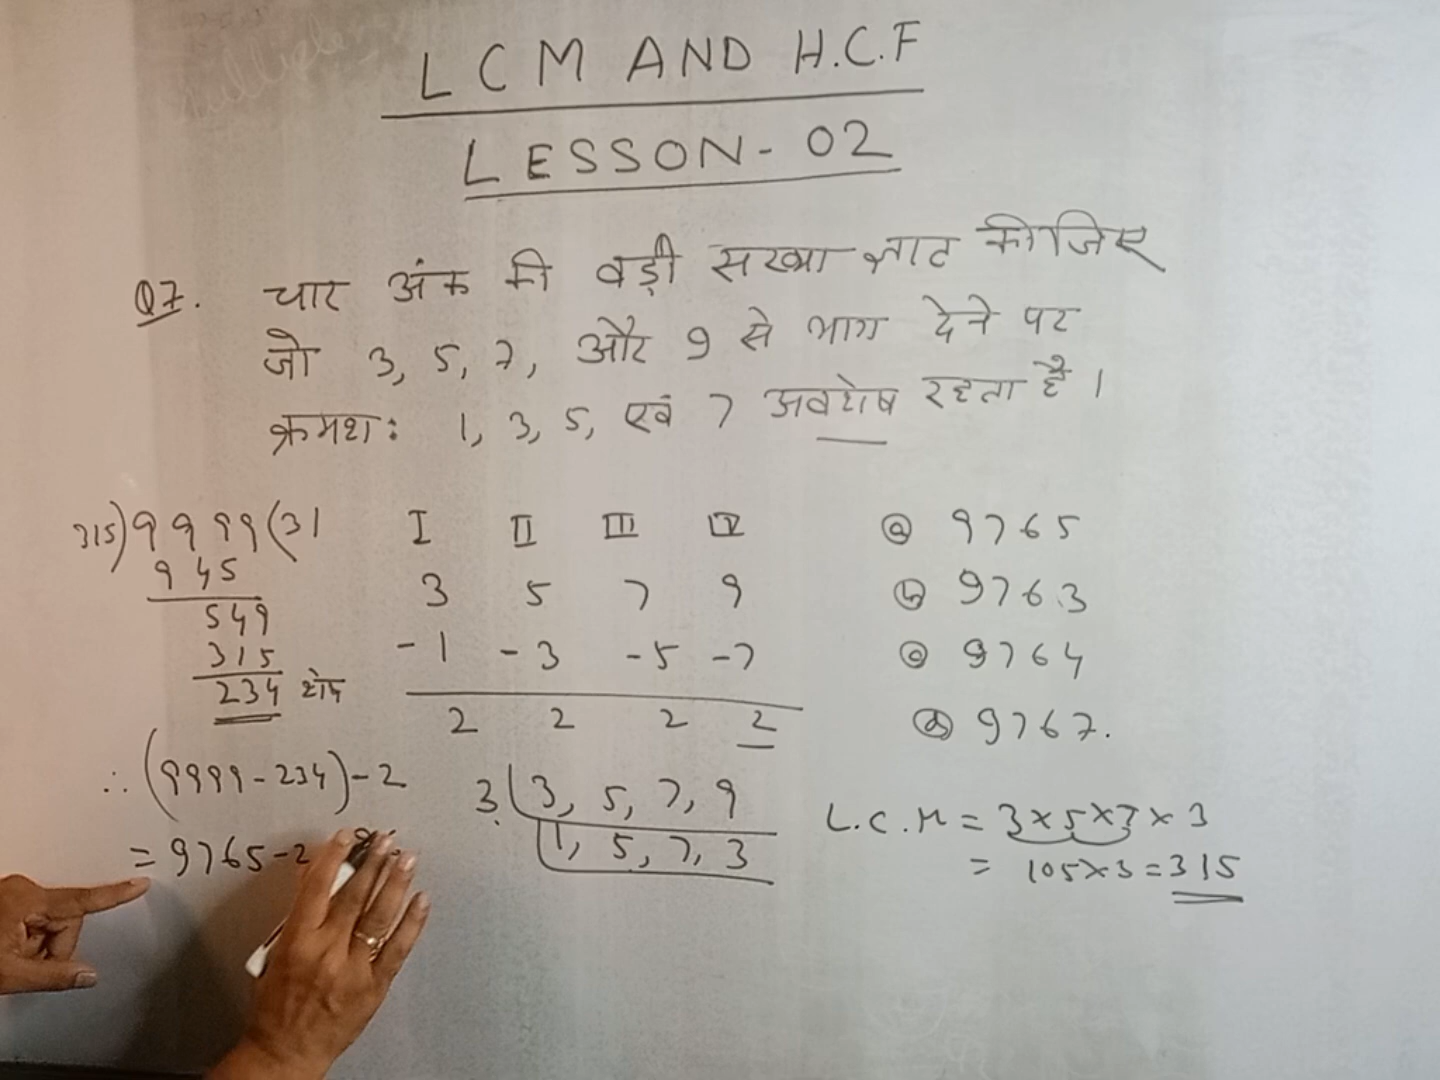 LCM AND H.C.F
LESSON-02
Q7. चार अंक की बड़ी सख्या ज्ञाट कीजिए
जो 3, 5, 7, और 9 से भाग देने पर
क्रमश: 1, 3, 5, एवं 7 अवशेष रहता है।
315) 9999 (31
945
549
315
234 शेष
∴ (9999-234)-2
= 9765-2
I II III IV
3 5 7 9
-1 -3 -5 -7
2 2 2 2
3 3, 5, 7, 9
1, 5, 7, 3
ⓐ 9765
ⓑ 9763
ⓒ 9764
ⓓ 9767.
L.C.M = 3×5×7×3
= 105×3=315